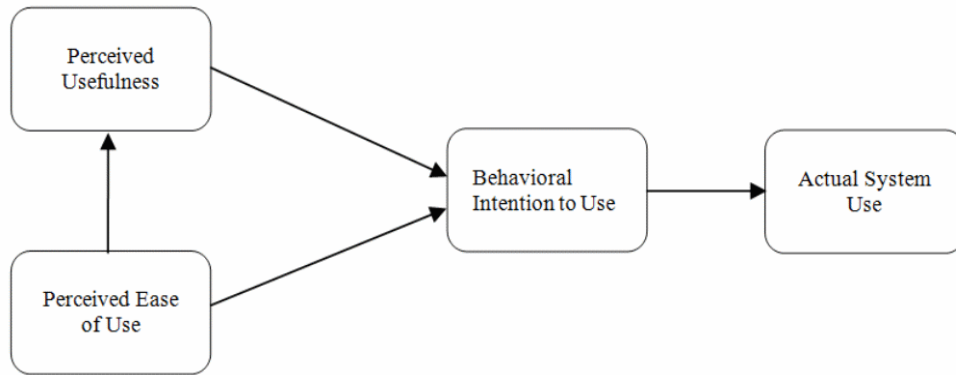 Perceived
Usefulness
Behavioral
Intention to Use
Actual System
Use
Perceived Ease
of Use